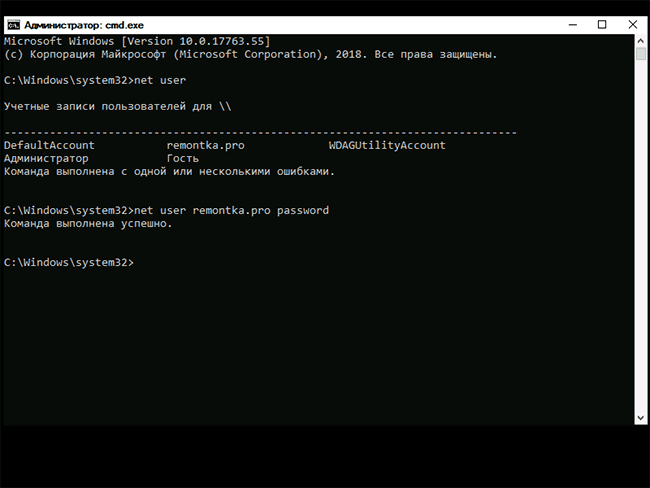 Администратор: cmd.exe
Microsoft Windows [Version 10.0.17763.55]
(c) Корпорация Майкрософт (Microsoft Corporation), 2018. Все права защищены.
C:\Windows\system32>net user
Учетные записи пользователей для \\
-------------------------------------------------------------------------------
DefaultAccount remontka.pro WDAGUtilityAccount
Администратор Гость
Команда выполнена с одной или несколькими ошибками.
C:\Windows\system32>net user remontka.pro password
Команда выполнена успешно.
C:\Windows\system32>